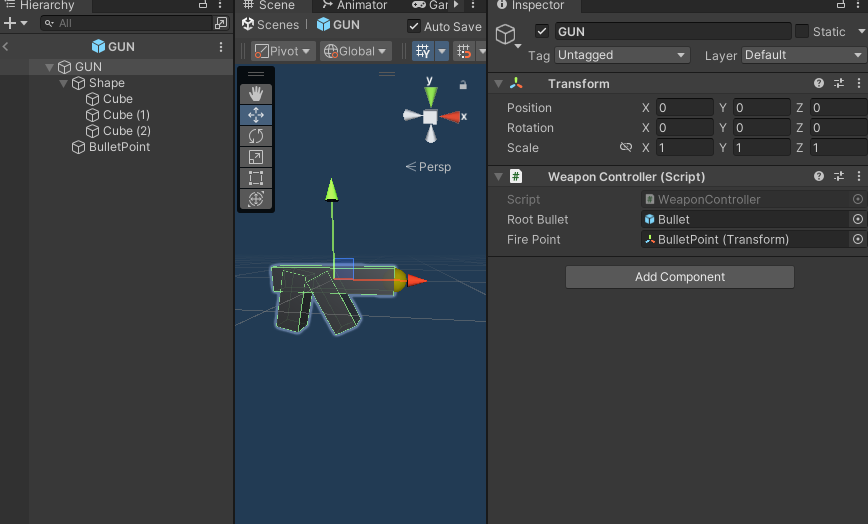 Hierarchy
All
GUN
GUN
Shape
Cube
Cube (1)
Cube (2)
BulletPoint
Scene
Animator
Scenes
GUN
Auto Save
Pivot
Global
y
x
Persp
Inspector
GUN
Static
Tag Untagged
Layer Default
Transform
Position X 0 Y 0 Z 0
Rotation X 0 Y 0 Z 0
Scale X 1 Y 1 Z 1
# Weapon Controller (Script)
Script # WeaponController
Root Bullet Bullet
Fire Point BulletPoint (Transform)
Add Component